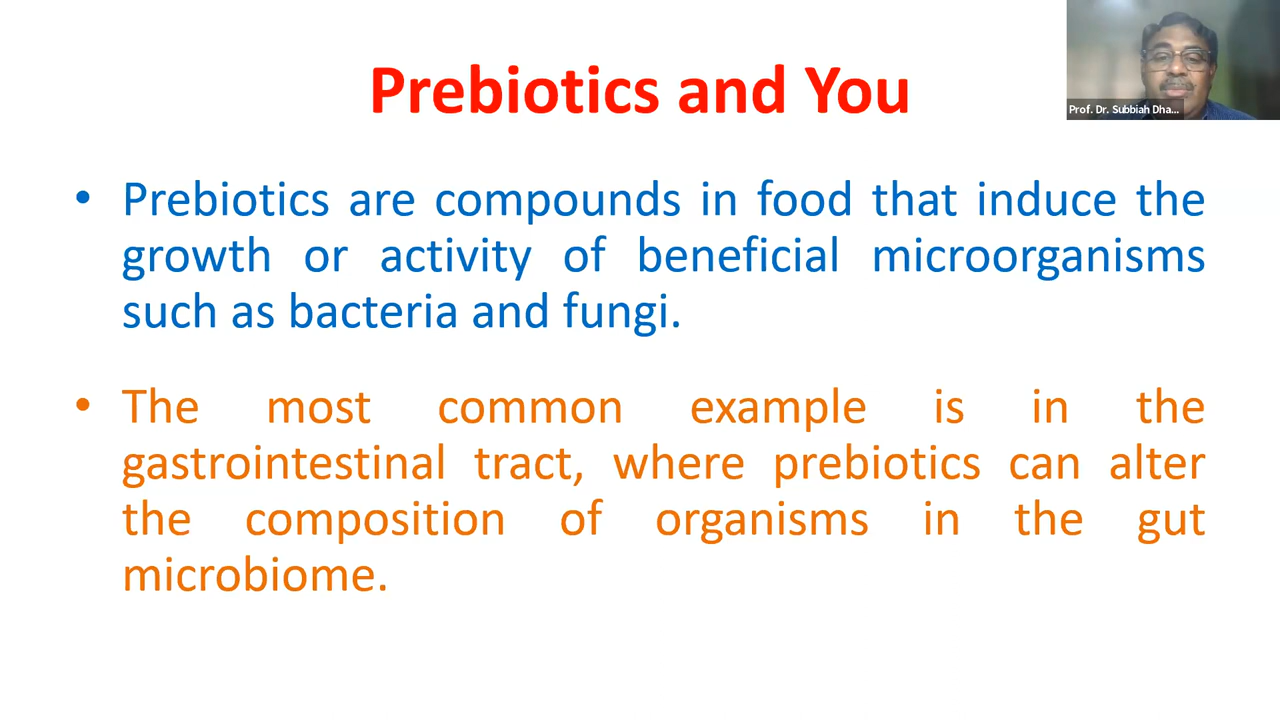 Prebiotics and You
Prof. Dr. Subbiah Dha...
• Prebiotics are compounds in food that induce the
growth or activity of beneficial microorganisms
such as bacteria and fungi.
• The most common example is in the
gastrointestinal tract, where prebiotics can alter
the composition of organisms in the gut
microbiome.